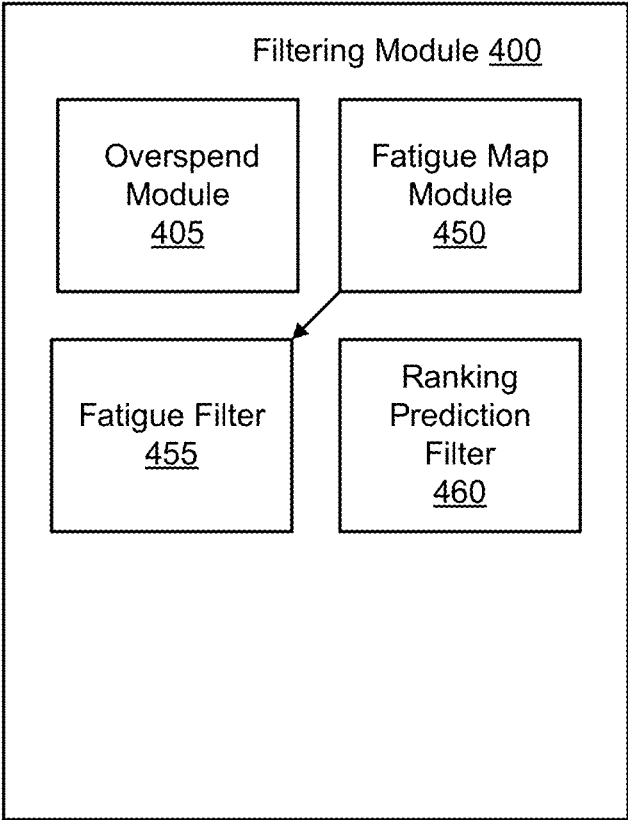 Filtering Module 400
Overspend
Module
405
Fatigue Map
Module
450
Fatigue Filter
455
Ranking
Prediction
Filter
460